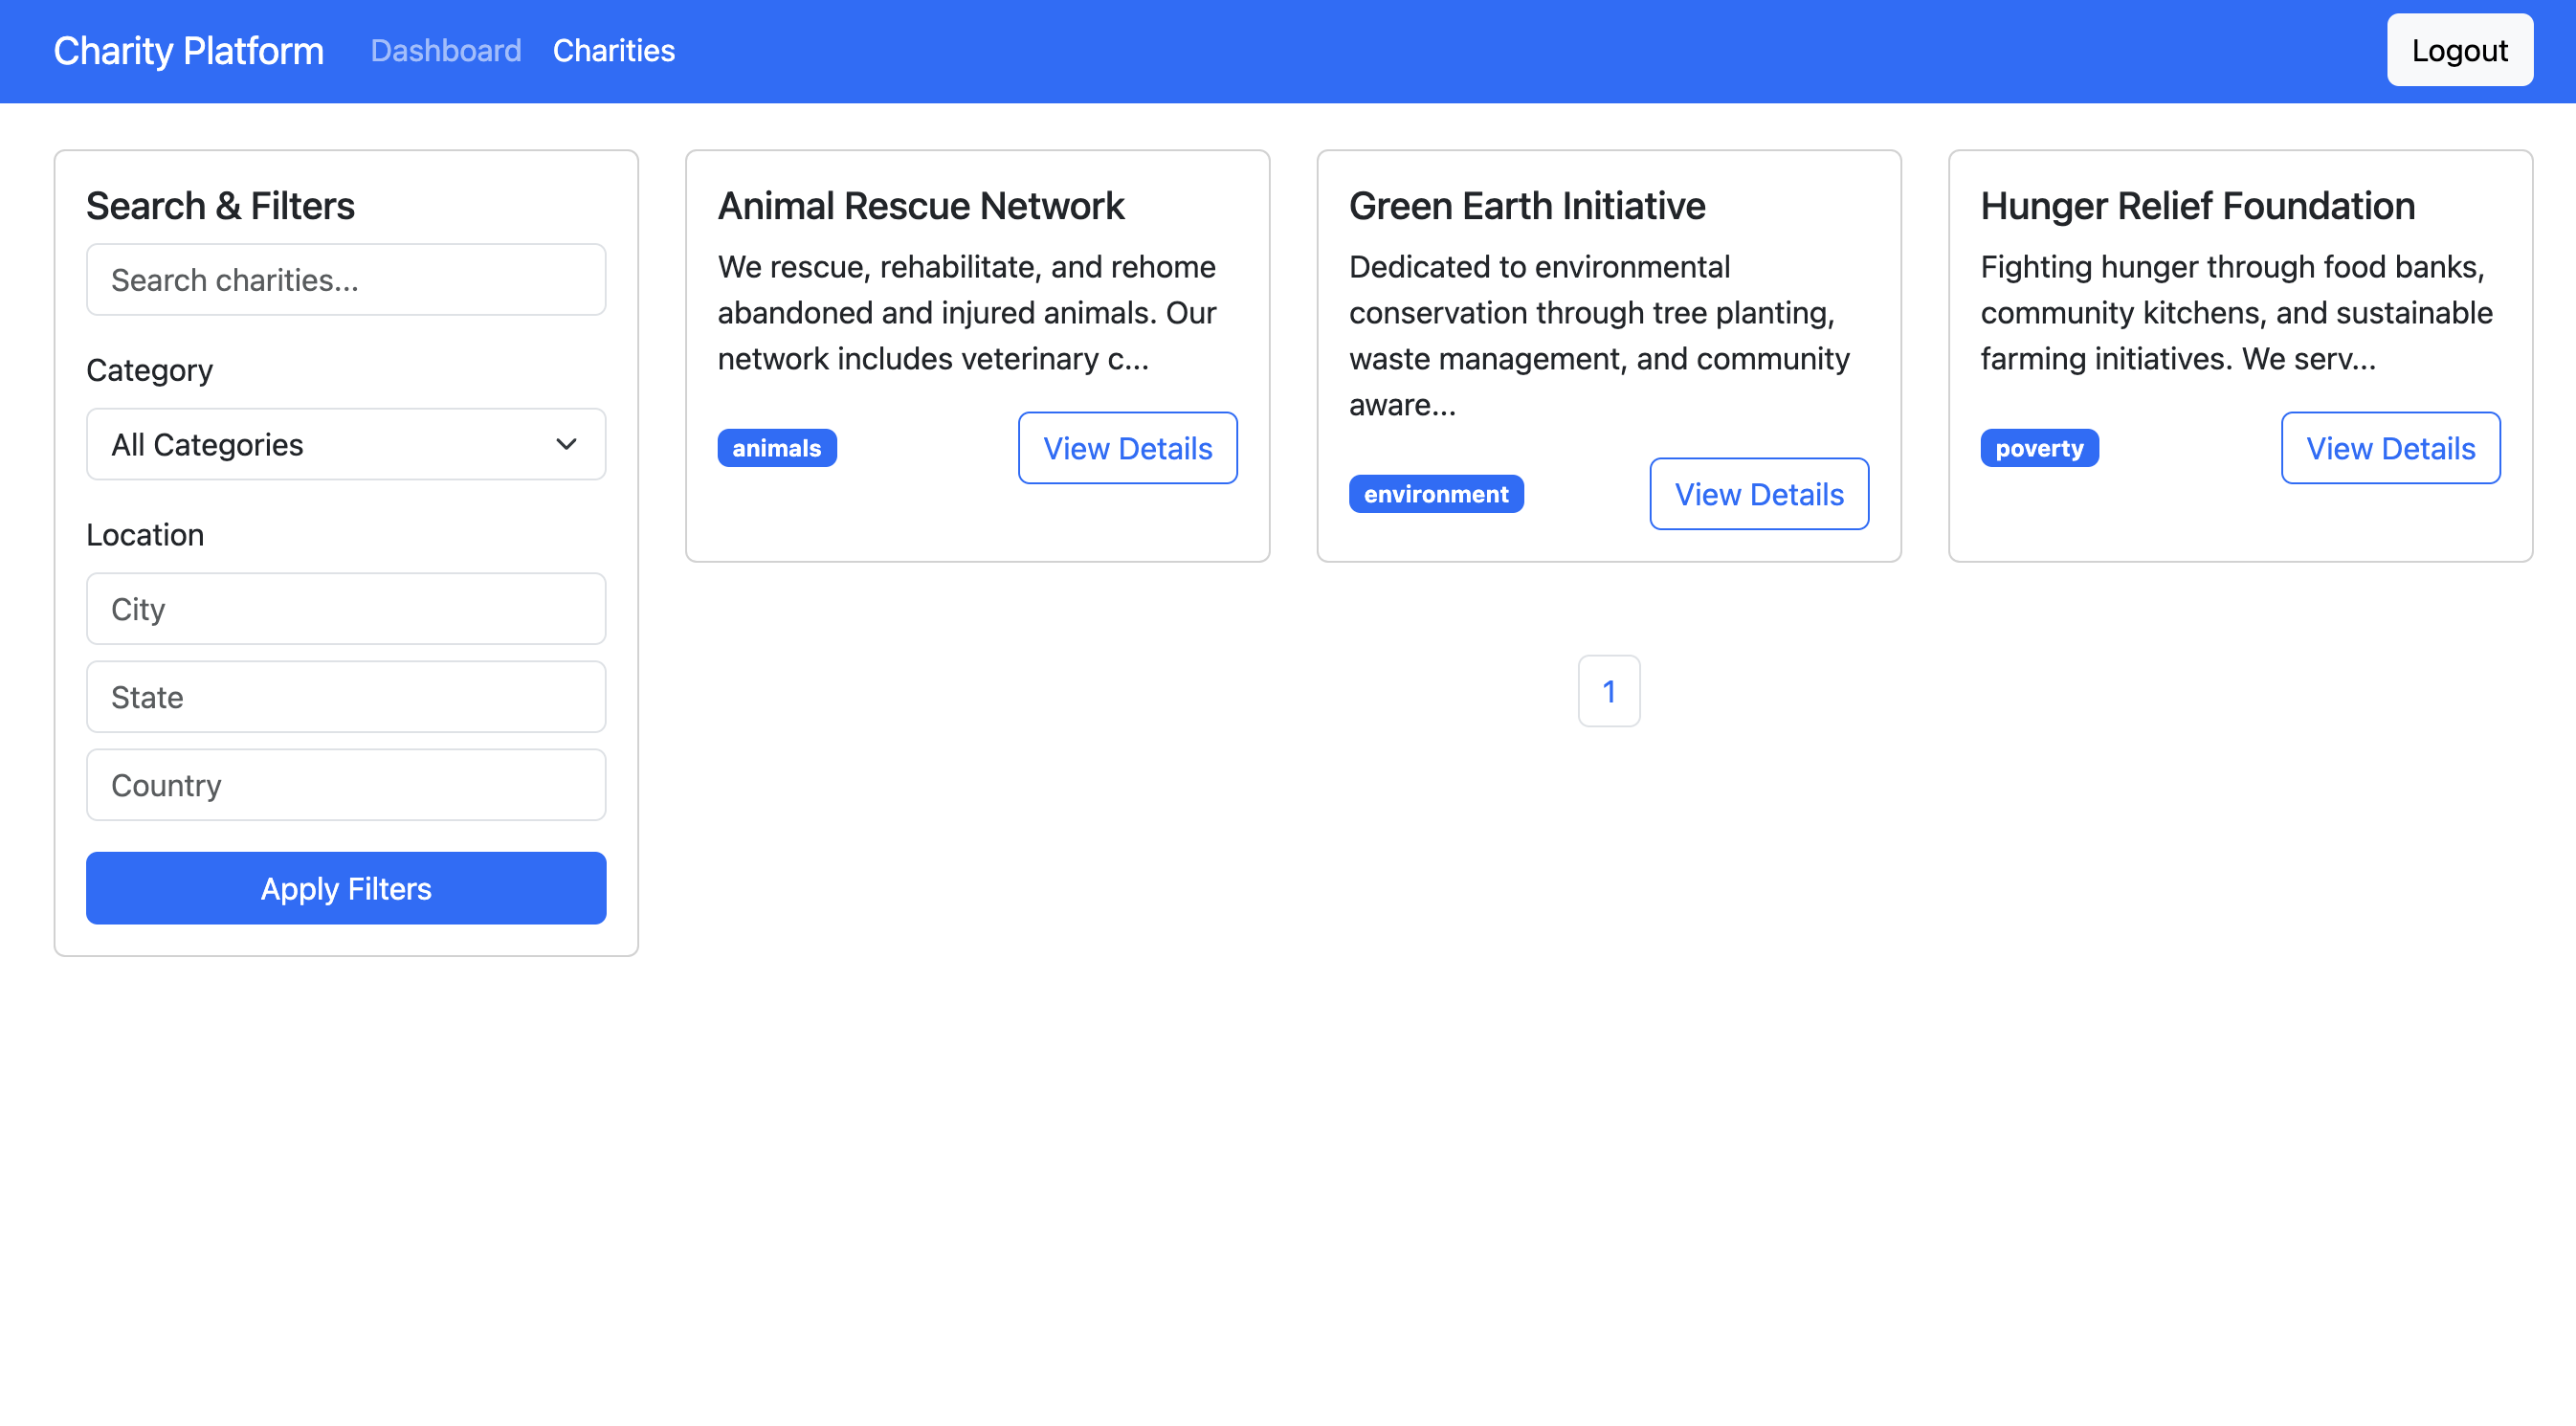 Charity Platform Dashboard Charities Logout
Search & Filters
Search charities...
Category
All Categories
Location
City
State
Country
Apply Filters
Animal Rescue Network
We rescue, rehabilitate, and rehome
abandoned and injured animals. Our
network includes veterinary c...
animals View Details
Green Earth Initiative
Dedicated to environmental
conservation through tree planting,
waste management, and community
aware...
environment View Details
Hunger Relief Foundation
Fighting hunger through food banks,
community kitchens, and sustainable
farming initiatives. We serv...
poverty View Details
1